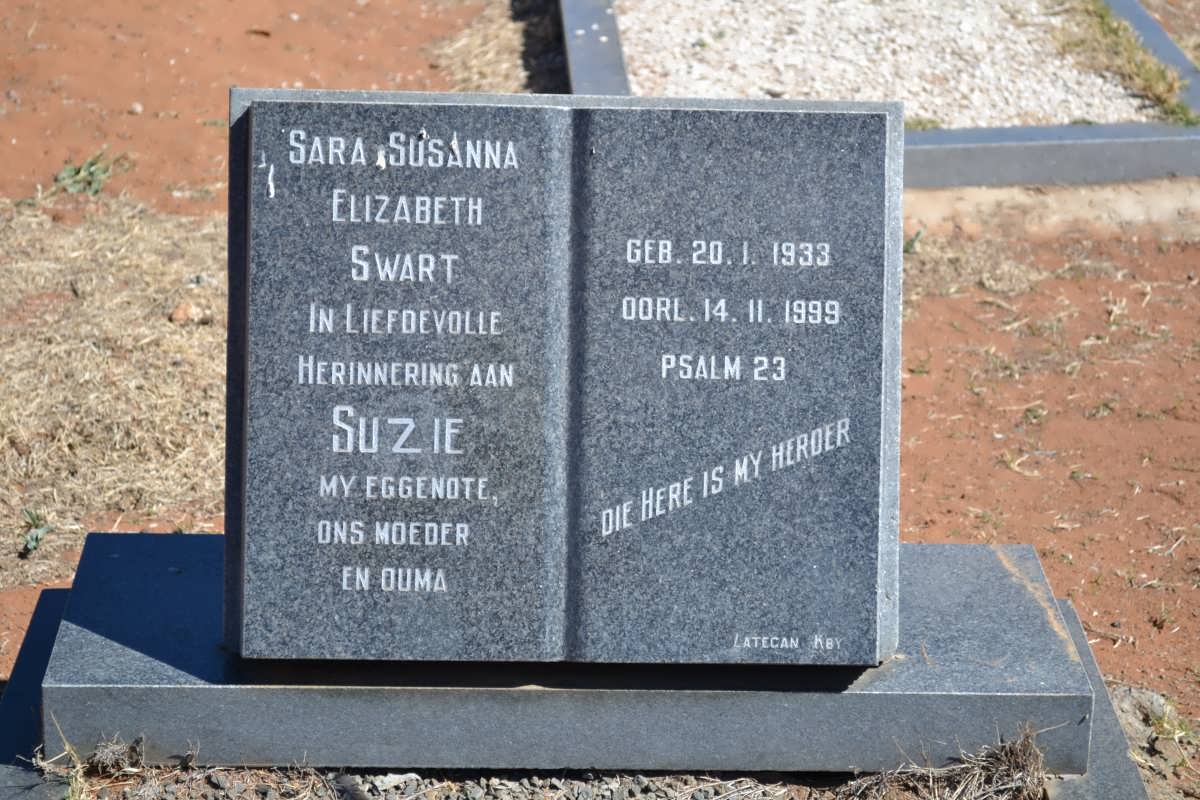 SARA SUSANNA
ELIZABETH
SWART
IN LIEFDEVOLLE
HERINNERING AAN
SUZIE
MY EGGENOTE,
ONS MOEDER
EN OUMA
GEB. 20. 1. 1933
OORL. 14. 11. 1999
PSALM 23
DIE HERE IS MY HERDER
LATEGAN KBY